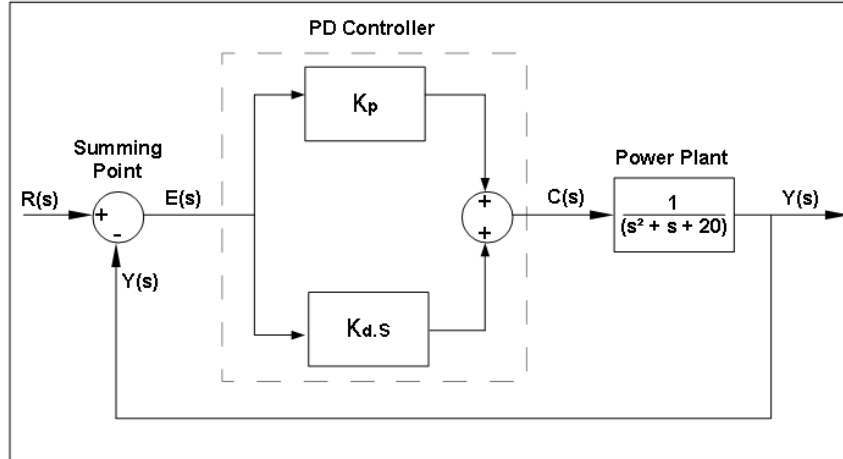 PD Controller
Kp
Summing
Point
Power Plant
R(s)
+
-
E(s)
+
+
C(s)
1
(s² + s + 20)
Y(s)
Y(s)
Kd.s